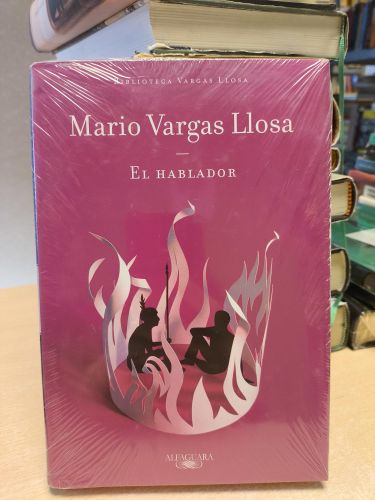 BIBLIOTECA VARGAS LLOSA
Mario Vargas Llosa
EL HABLADOR
ALFAGUARA